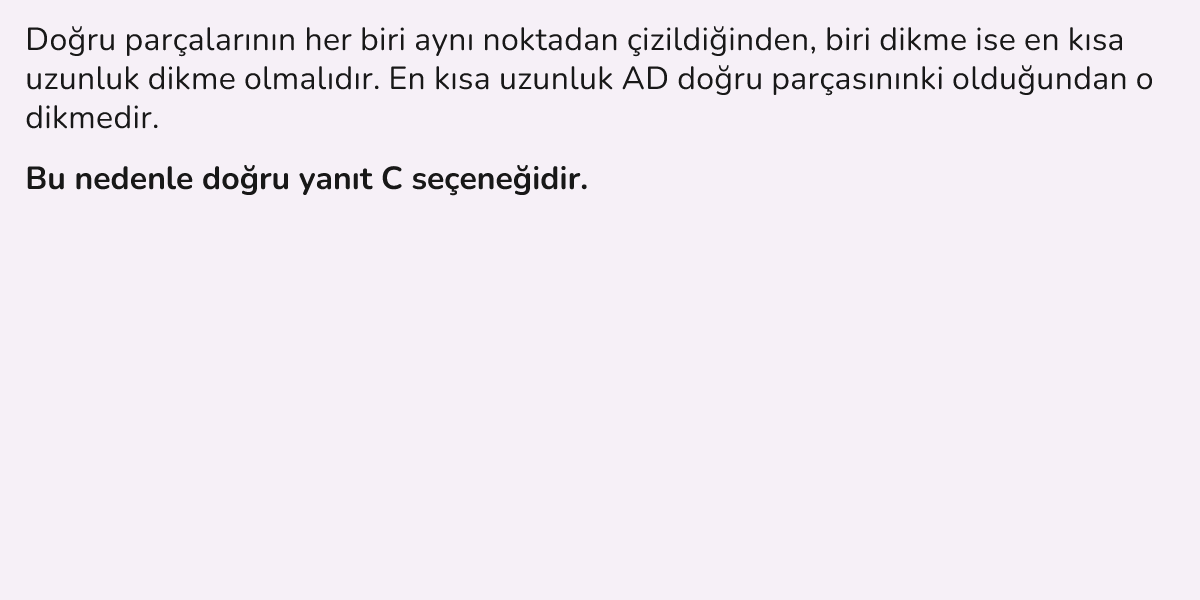 Doğru parçalarının her biri aynı noktadan çizildiğinden, biri dikme ise en kısa
uzunluk dikme olmalıdır. En kısa uzunluk AD doğru parçasınınki olduğundan o
dikmedir.
Bu nedenle doğru yanıt C seçeneğidir.